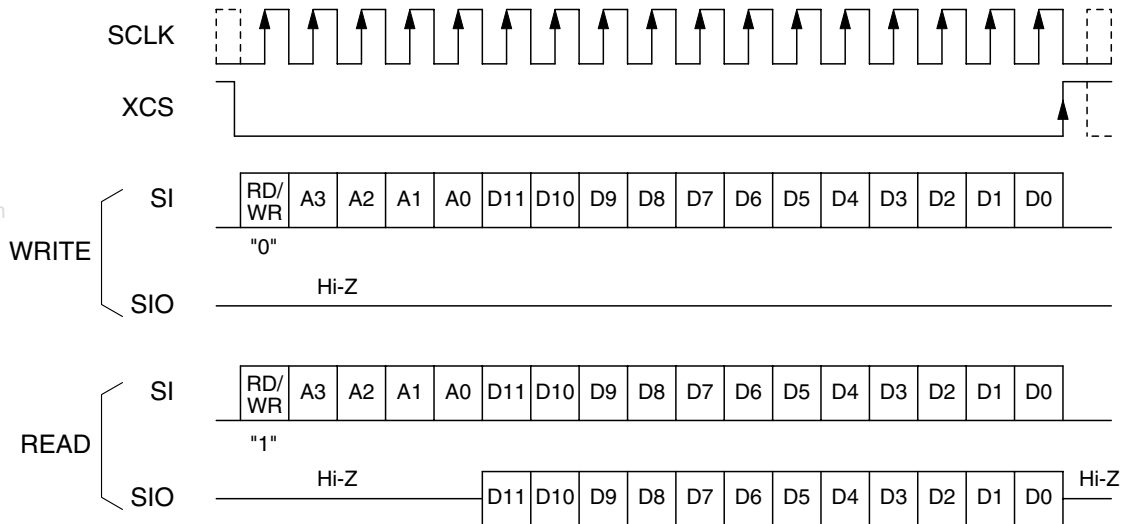 SCLK
XCS
SI RD/ WR A3 A2 A1 A0 D11 D10 D9 D8 D7 D6 D5 D4 D3 D2 D1 D0
n
WRITE
"0"
Hi-Z
SIO
SI RD/ WR A3 A2 A1 A0 D11 D10 D9 D8 D7 D6 D5 D4 D3 D2 D1 D0
READ
"1"
Hi-Z Hi-Z
SIO D11 D10 D9 D8 D7 D6 D5 D4 D3 D2 D1 D0